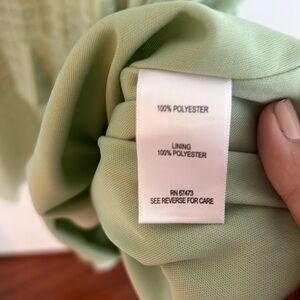 100% POLYESTER
LINING
100% POLYESTER
RN 67473
SEE REVERSE FOR CARE